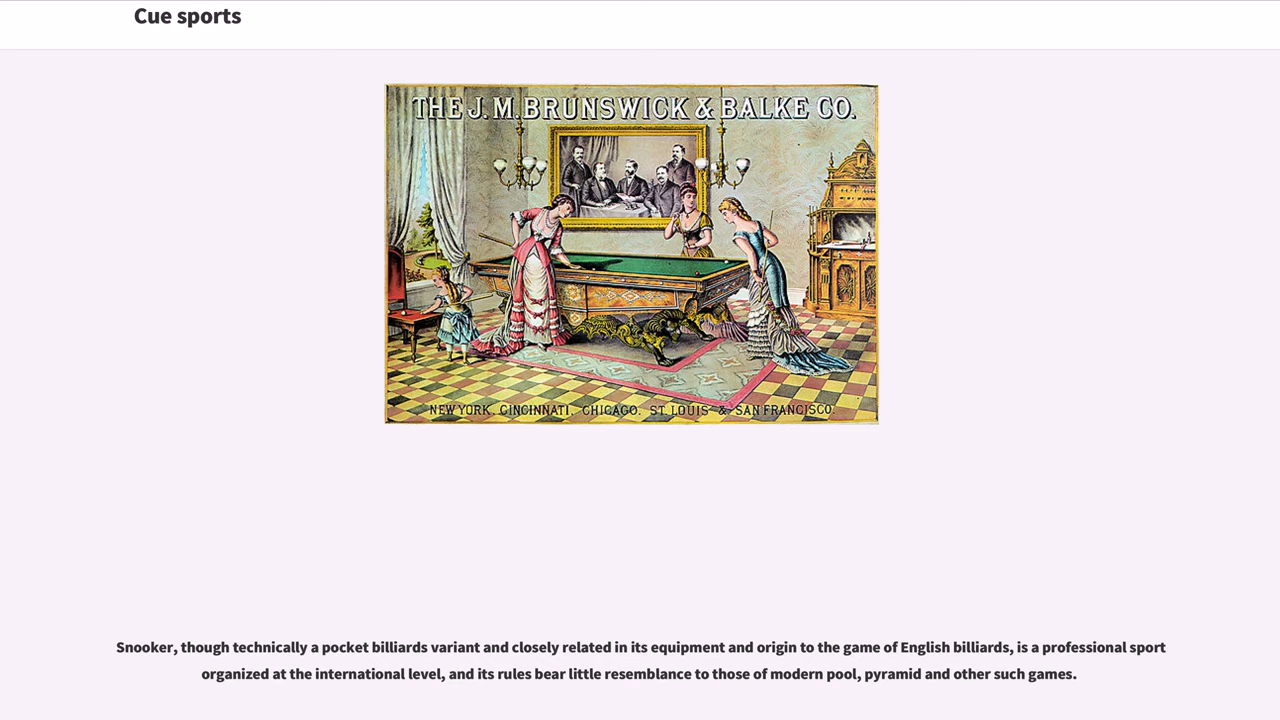 Cue sports
THE J.M. BRUNSWICK & BALKE CO.
NEW YORK. CINCINNATI. CHICAGO. ST. LOUIS & SAN FRANCISCO.
Snooker, though technically a pocket billiards variant and closely related in its equipment and origin to the game of English billiards, is a professional sport
organized at the international level, and its rules bear little resemblance to those of modern pool, pyramid and other such games.